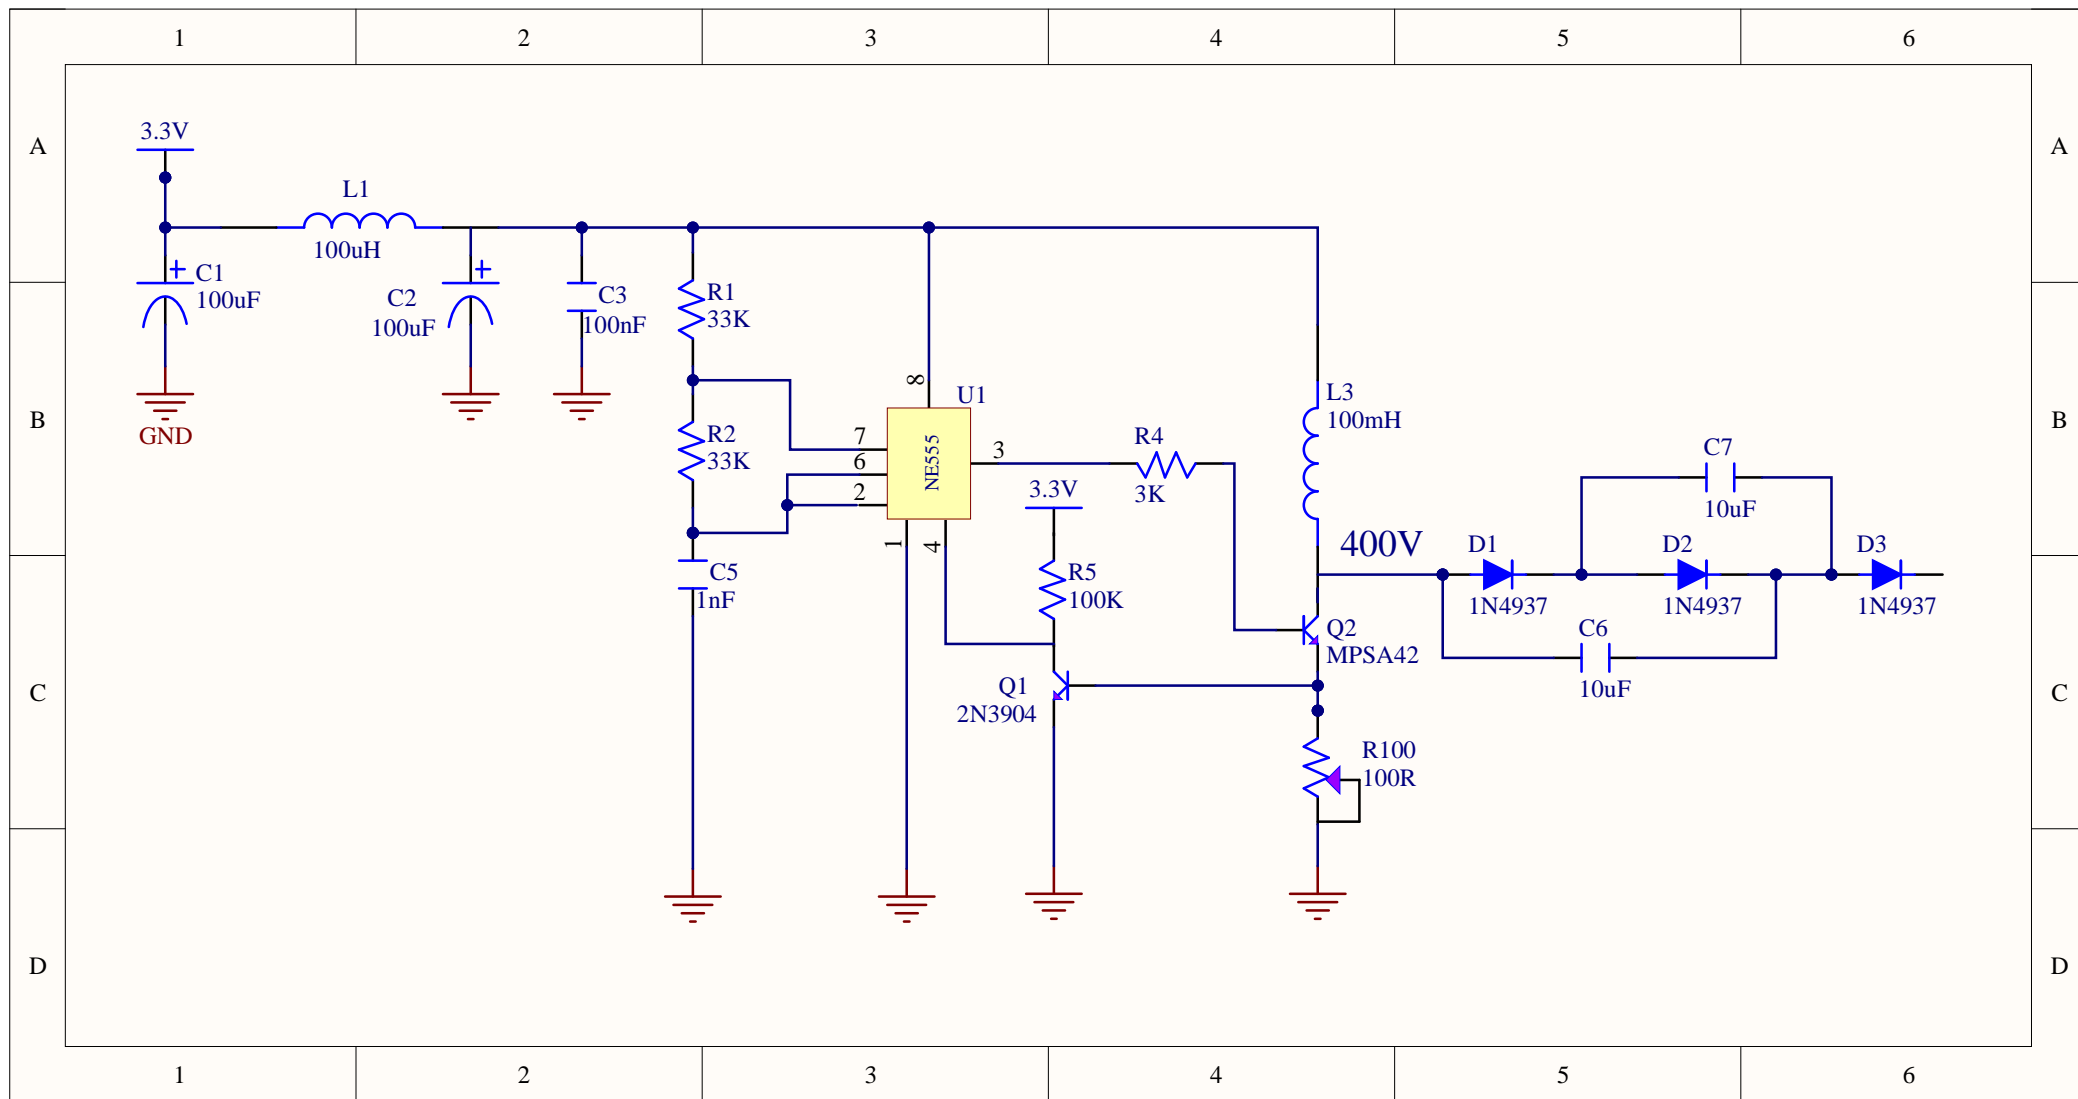 1 2 3 4 5 6
A A
3.3V
L1
100uH
C1
100uF
C2
100uF
C3
100nF
R1
33K
8
U1
L3
100mH
B B
GND
R2
33K
7
6
2
NE555
3
R4
3K
3.3V
C7
10uF
1
4
400V
D1
1N4937
D2
1N4937
D3
1N4937
C5
1nF
R5
100K
Q2
MPSA42
C6
10uF
C C
Q1
2N3904
R100
100R
D D
1 2 3 4 5 6